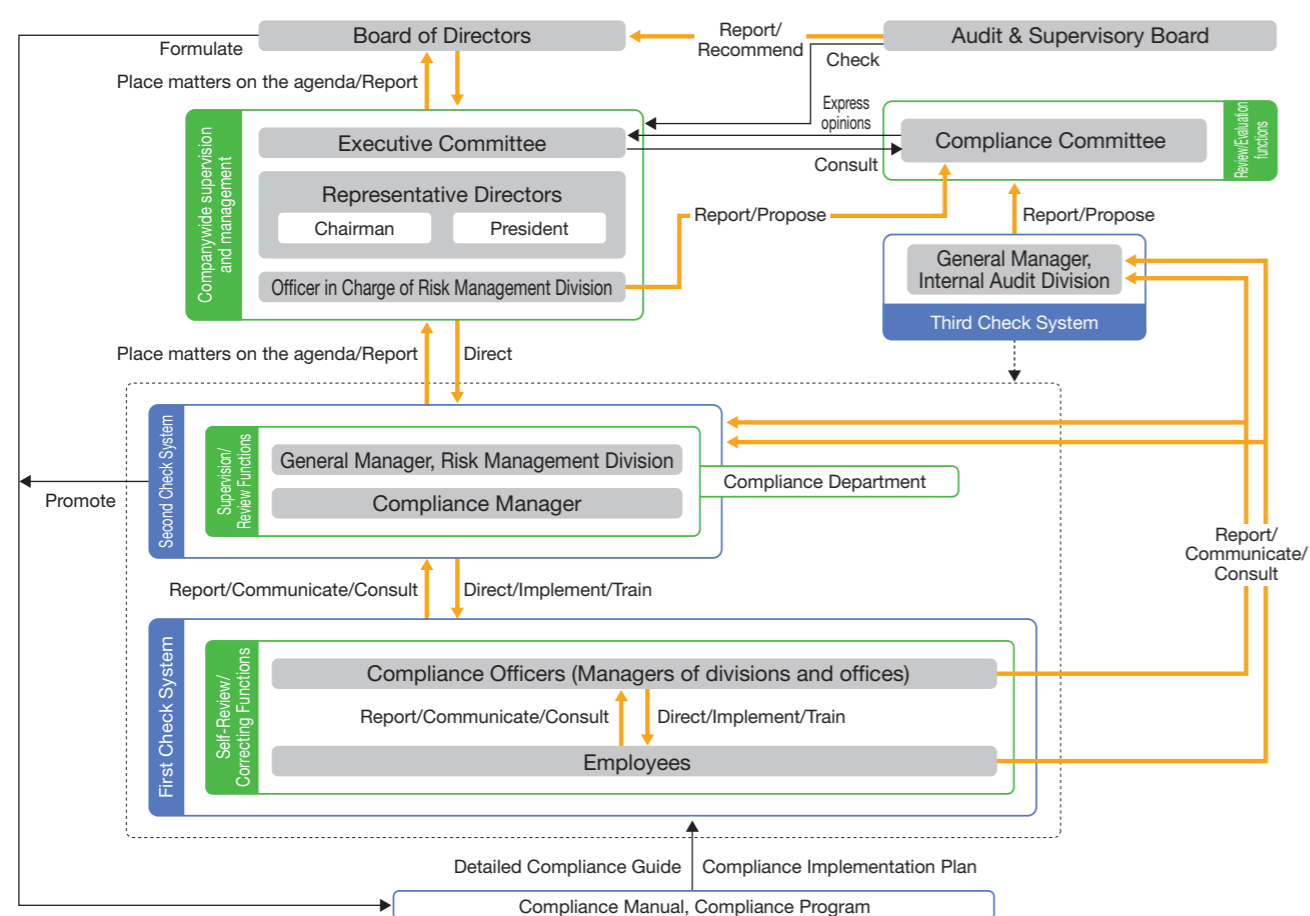 Board of Directors
Report/
Recommend
Audit & Supervisory Board
Formulate
Place matters on the agenda/Report
Check
Companywide supervision
and management
Executive Committee
Express
opinions
Consult
Compliance Committee
Review/Evaluation
functions
Representative Directors
Chairman
President
Report/Propose
Report/Propose
Officer in Charge of Risk Management Division
General Manager,
Internal Audit Division
Third Check System
Place matters on the agenda/Report
Direct
Second Check System
Supervision/
Review Functions
General Manager, Risk Management Division
Compliance Manager
Compliance Department
Promote
Report/Communicate/Consult
Direct/Implement/Train
Report/
Communicate/
Consult
First Check System
Self-Review/
Correcting Functions
Compliance Officers (Managers of divisions and offices)
Report/Communicate/Consult
Direct/Implement/Train
Employees
Detailed Compliance Guide
Compliance Implementation Plan
Compliance Manual, Compliance Program